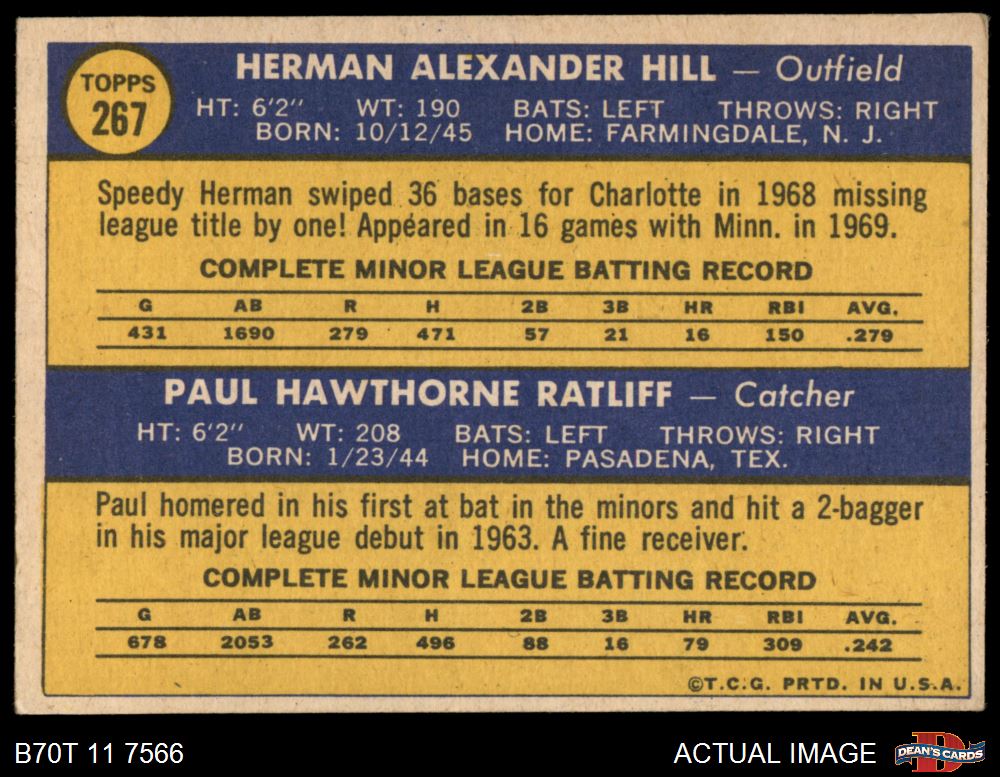 TOPPS
267
HERMAN ALEXANDER HILL — Outfield
HT: 6'2" WT: 190 BATS: LEFT THROWS: RIGHT
BORN: 10/12/45 HOME: FARMINGDALE, N. J.
Speedy Herman swiped 36 bases for Charlotte in 1968 missing
league title by one! Appeared in 16 games with Minn. in 1969.
COMPLETE MINOR LEAGUE BATTING RECORD
G AB R H 2B 3B HR RBI AVG.
431 1690 279 471 57 21 16 150 .279
PAUL HAWTHORNE RATLIFF — Catcher
HT: 6'2" WT: 208 BATS: LEFT THROWS: RIGHT
BORN: 1/23/44 HOME: PASADENA, TEX.
Paul homered in his first at bat in the minors and hit a 2-bagger
in his major league debut in 1963. A fine receiver.
COMPLETE MINOR LEAGUE BATTING RECORD
G AB R H 2B 3B HR RBI AVG.
678 2053 262 496 88 16 79 309 .242
©T.C.G. PRTD. IN U.S.A.
B70T 11 7566 ACTUAL IMAGE DEAN'S CARDS